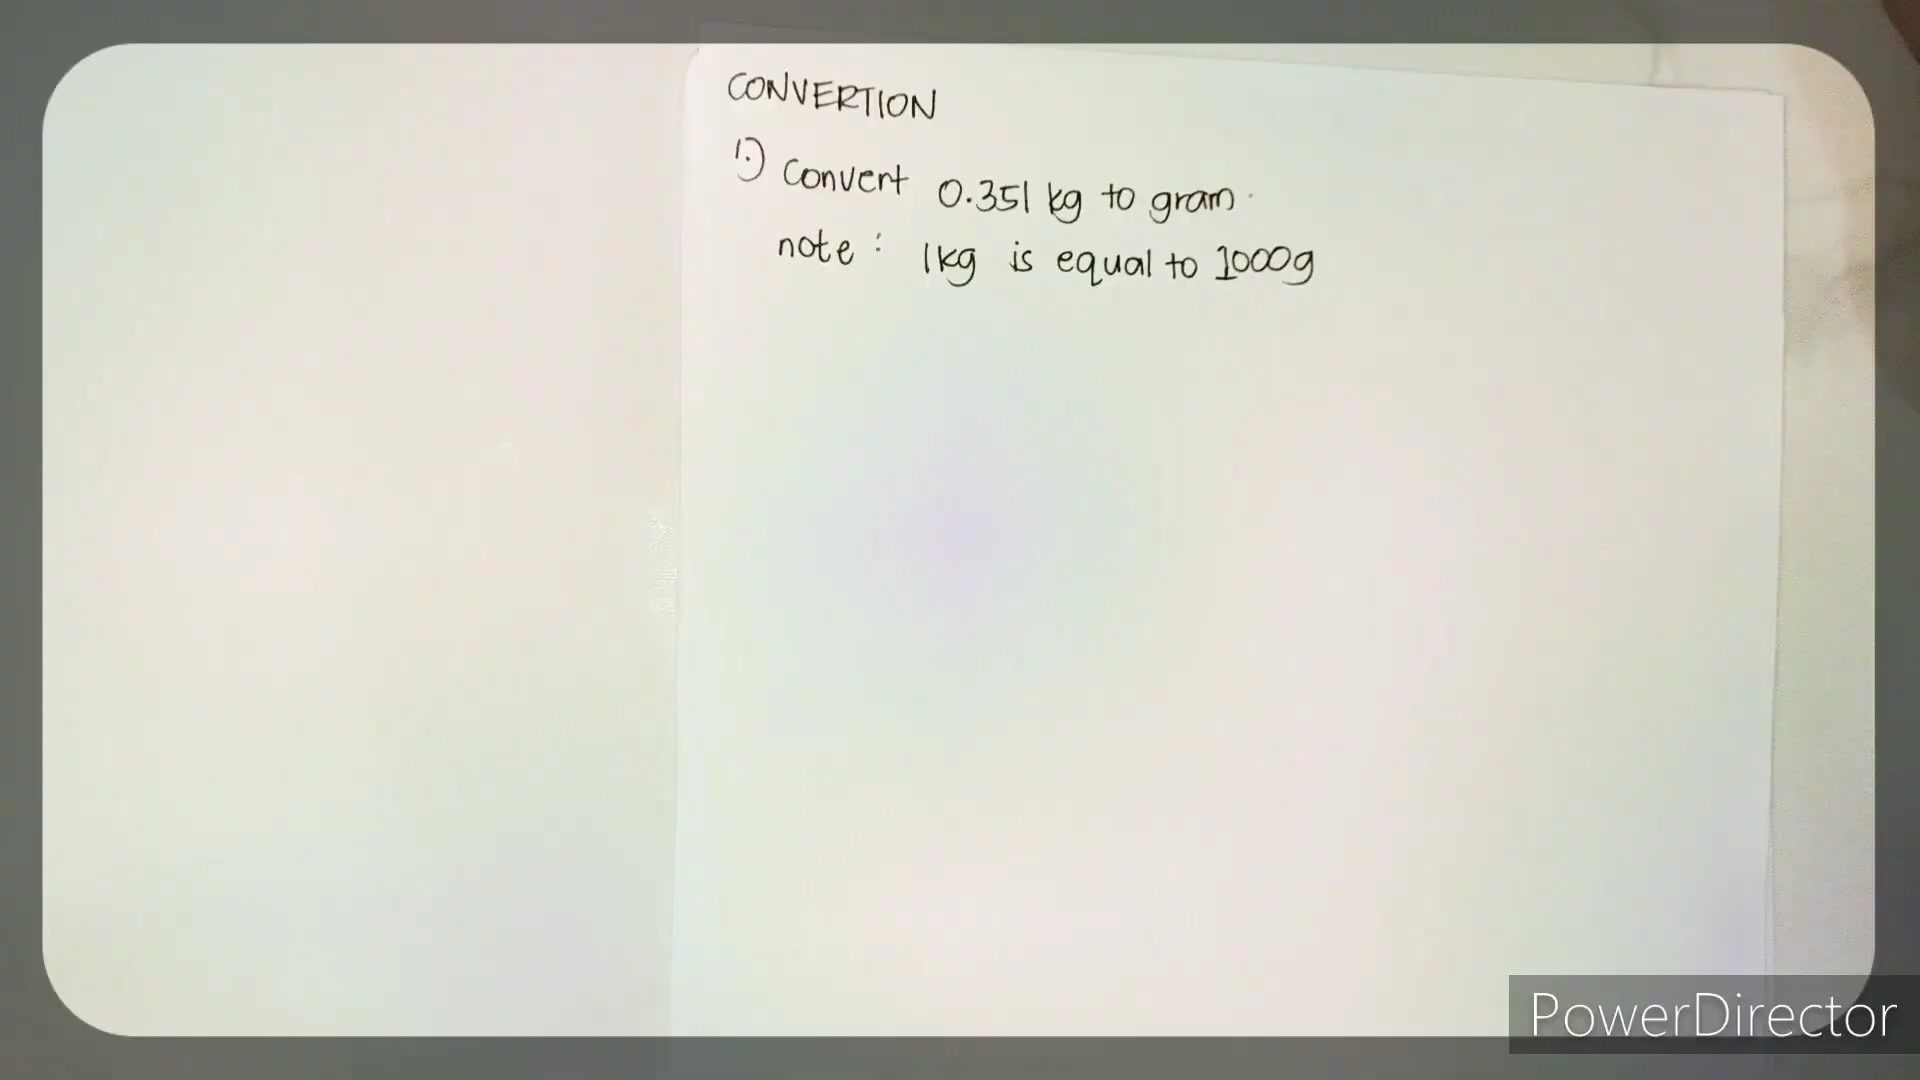 CONVERTION
1.) Convert 0.351 kg to gram.
note : 1kg is equal to 1000g
PowerDirector